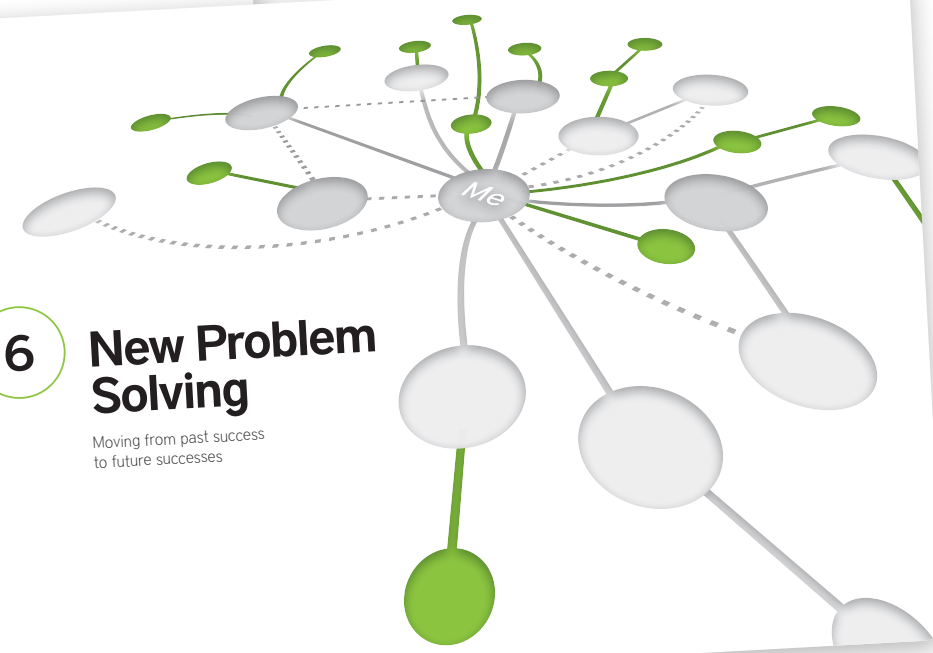 Me
6
New Problem
Solving
Moving from past success
to future successes